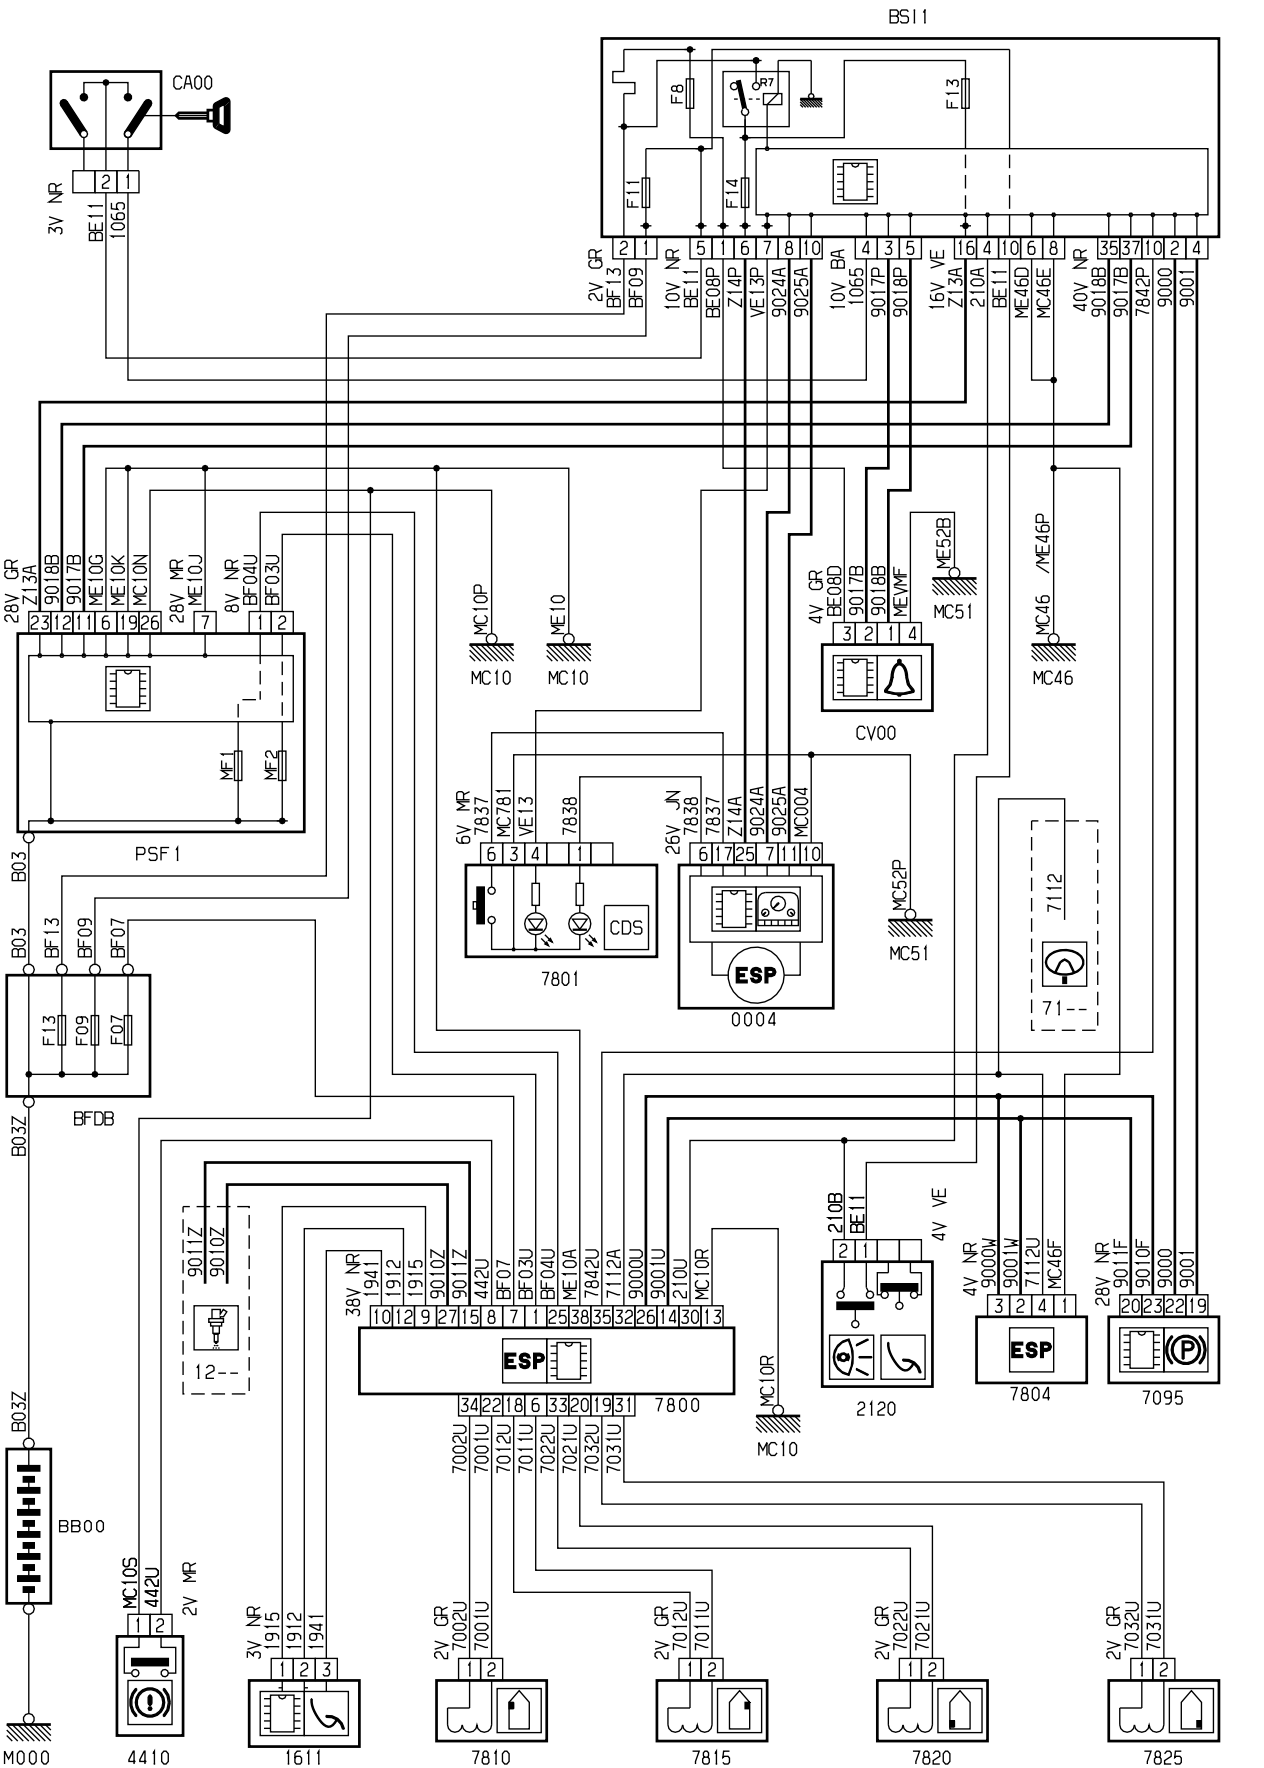 BSI1
CA00
R7
F8
F13
F11
F14
3V NR
2 1
BE11
1065
2 1 5 1 6 7 8 10 4 3 5 16 4 10 6 8 35 37 10 2 4
2V GR
BF13
BF09
10V NR
BE11
BE08P
Z14P
VE13P
9024A
9025A
10V BA
1065
9017P
9018P
16V VE
Z13A
210A
BE11
ME46D
MC46E
40V NR
9018B
9017B
7842P
9000
9001
28V GR
Z13A
9018B
9017B
ME10G
ME10K
MC10N
28V MR
ME10J
8V NR
BF04U
BF03U
23 12 11 6 19 26 7 1 2
MF1
MF2
PSF1
MC10P
MC10
ME10
MC10
4V GR
BE08D
9017B
9018B
MEVMF
3 2 1 4
CV00
ME52B
MC51
MC46 /ME46P
MC46
6V MR
7837
MC781
VE13
7838
6 3 4 1
CDS
7801
26V JN
7838
7837
Z14A
9024A
9025A
MC004
6 17 25 7 11 10
ESP
0004
MC52P
MC51
7112
71--
B03
B03
BF13
BF09
BF07
F13
F09
F07
BFDB
B03Z
B03Z
BB00
M000
9011Z
9010Z
12--
38V NR
1941
1912
1915
9010Z
9011Z
442U
BF07
BF03U
BF04U
ME10A
7842U
7112A
9000U
9001U
210U
MC10R
10 12 9 27 15 8 7 1 25 38 35 32 26 14 30 13
ESP
7800
34 22 18 6 33 20 19 31
7002U
7001U
7012U
7011U
7022U
7021U
7032U
7031U
MC10R
MC10
210B
BE11
4V VE
2 1
2120
4V NR
9000W
9001W
7112U
MC46F
3 2 4 1
ESP
7804
28V NR
9011F
9010F
9000
9001
20 23 22 19
P
7095
MC10S
442U
2V MR
1 2
4410
3V NR
1915
1912
1941
1 2 3
1611
2V GR
7002U
7001U
1 2
7810
2V GR
7012U
7011U
1 2
7815
2V GR
7022U
7021U
1 2
7820
2V GR
7032U
7031U
1 2
7825